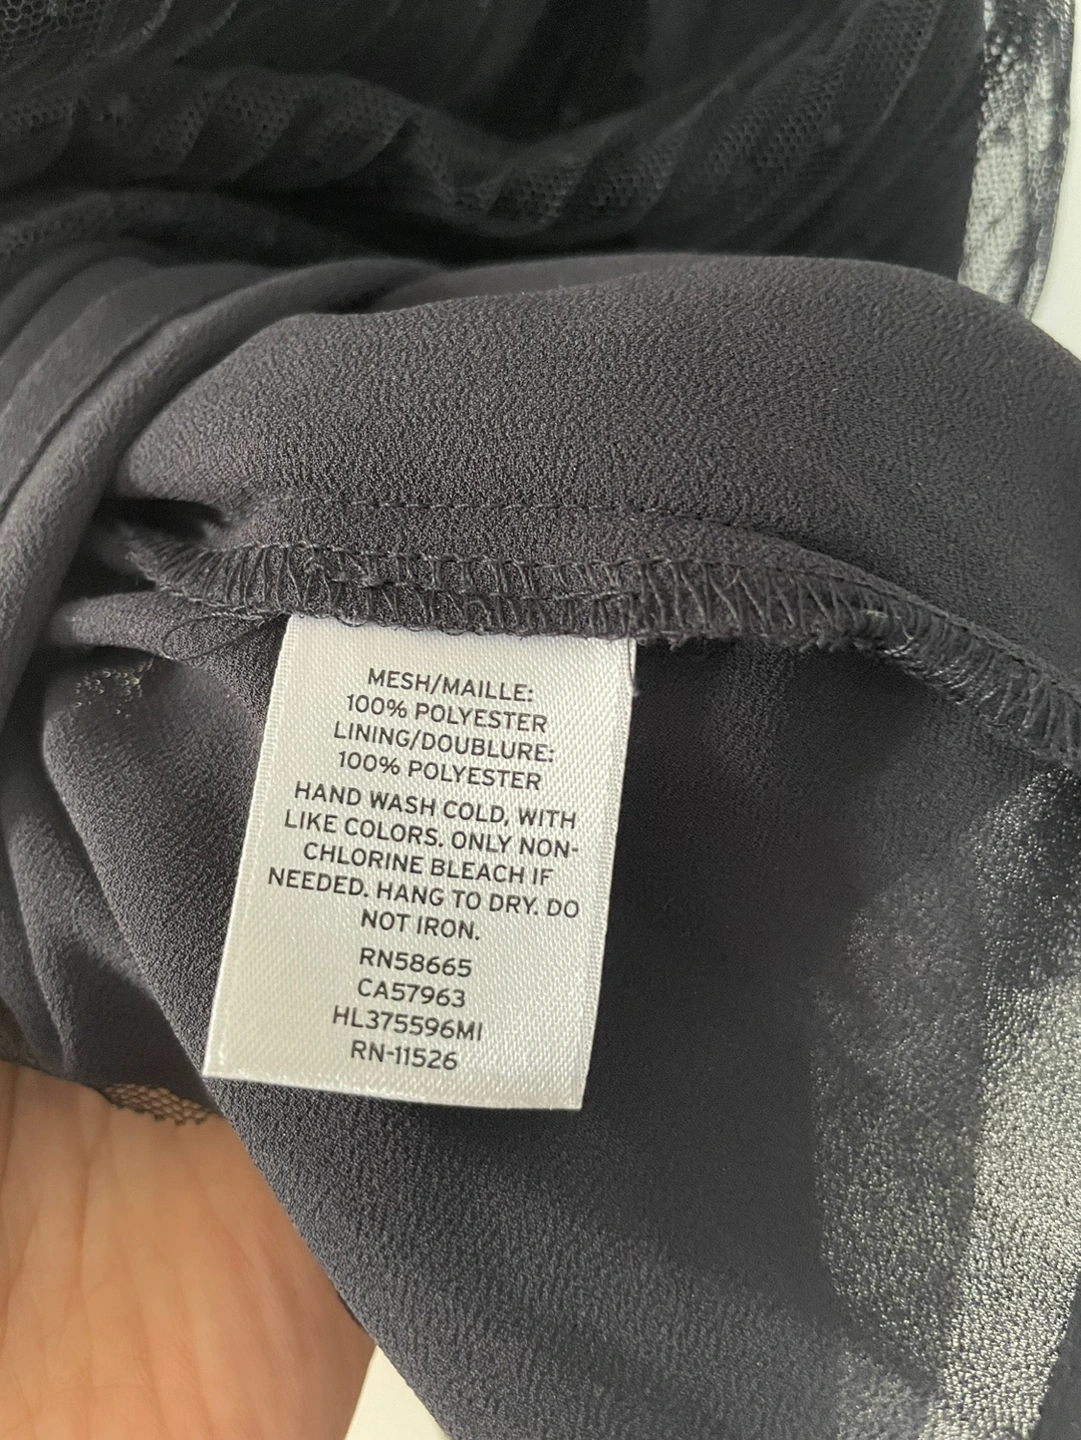 MESH/MAILLE:
100% POLYESTER
LINING/DOUBLURE:
100% POLYESTER
HAND WASH COLD, WITH
LIKE COLORS. ONLY NON-
CHLORINE BLEACH IF
NEEDED. HANG TO DRY. DO
NOT IRON.
RN58665
CA57963
HL375596MI
RN-11526